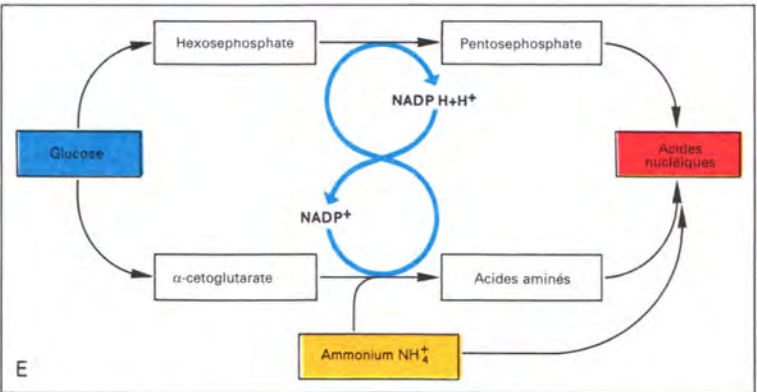 Hexosephosphate
Pentosephosphate
NADP H+H⁺
Glucose
Acides
nucléiques
NADP⁺
α-cetoglutarate
Acides aminés
Ammonium NH₄⁺
E